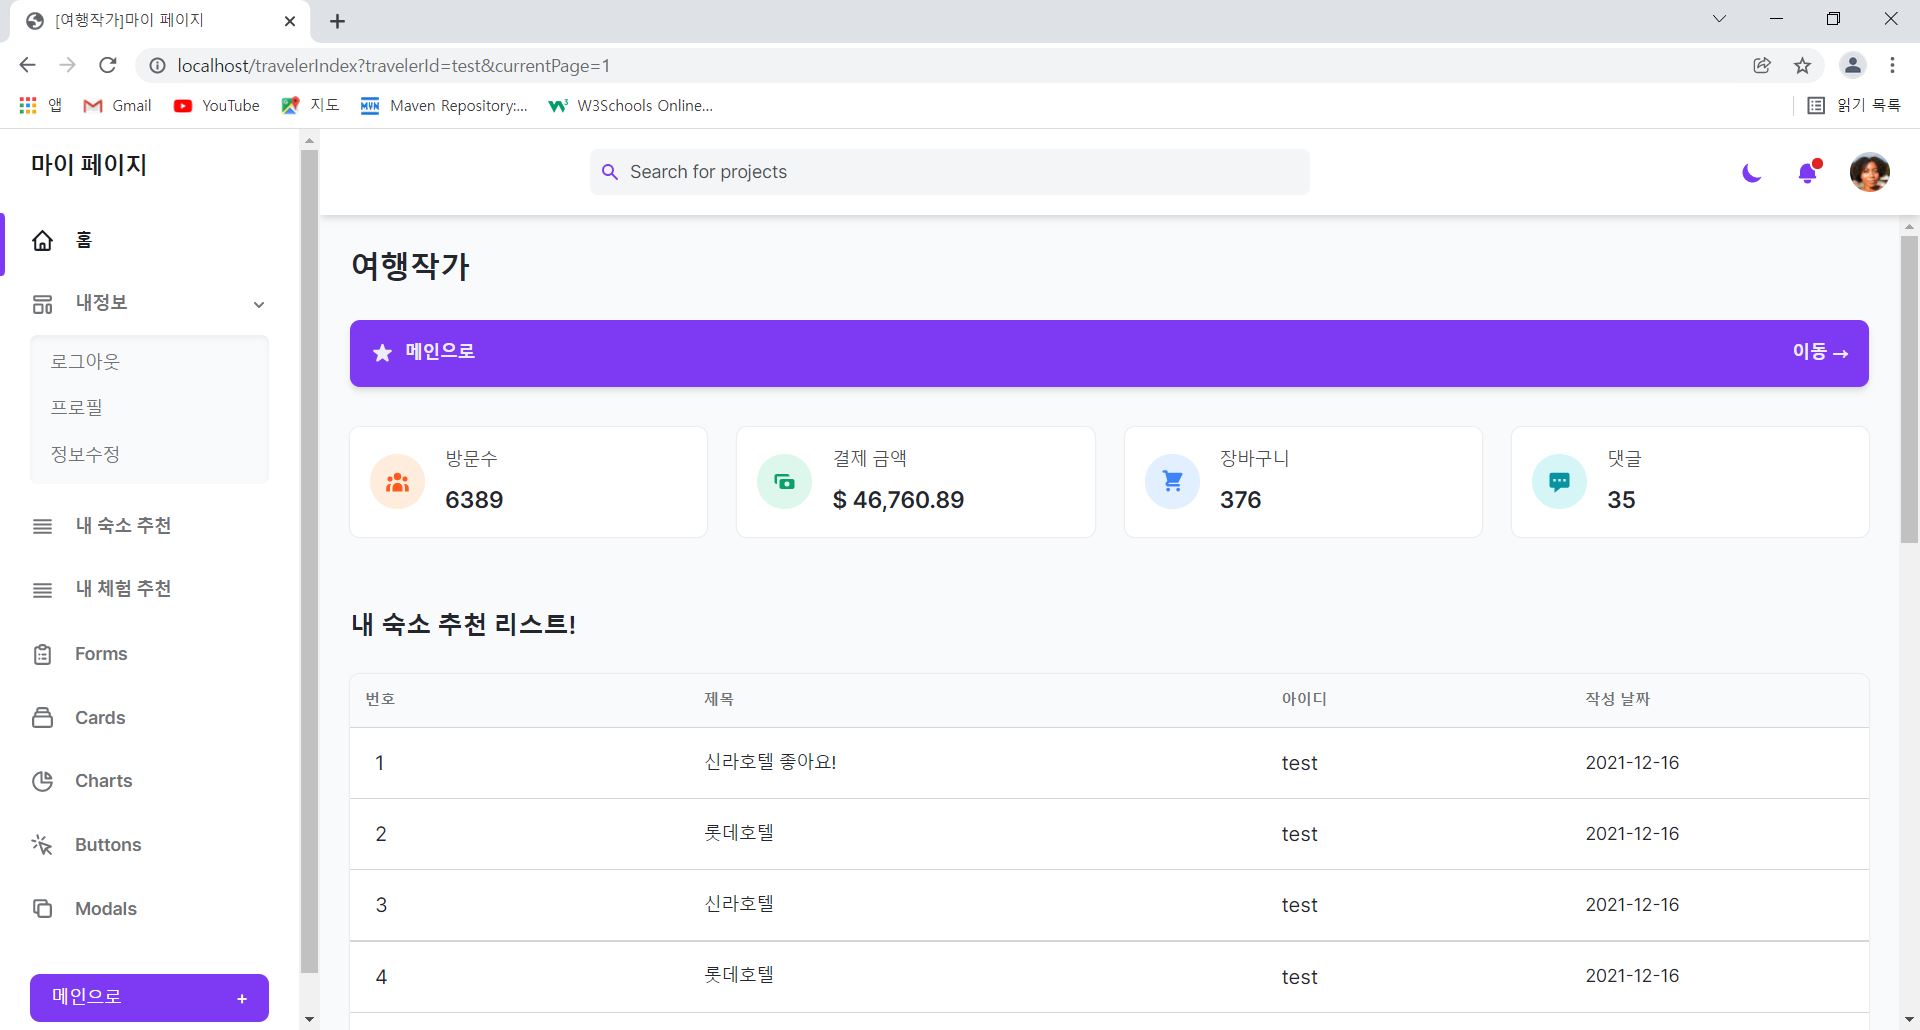 [여행작가]마이 페이지
localhost/travelerIndex?travelerId=test&currentPage=1
앱 Gmail YouTube 지도 Maven Repository:... W3Schools Online... 읽기 목록
마이 페이지
홈
내정보
로그아웃
프로필
정보수정
내 숙소 추천
내 체험 추천
Forms
Cards
Charts
Buttons
Modals
메인으로 +
Search for projects
여행작가
메인으로 이동 →
방문수
6389
결제 금액
$ 46,760.89
장바구니
376
댓글
35
내 숙소 추천 리스트!
번호 제목 아이디 작성 날짜
1 신라호텔 좋아요! test 2021-12-16
2 롯데호텔 test 2021-12-16
3 신라호텔 test 2021-12-16
4 롯데호텔 test 2021-12-16